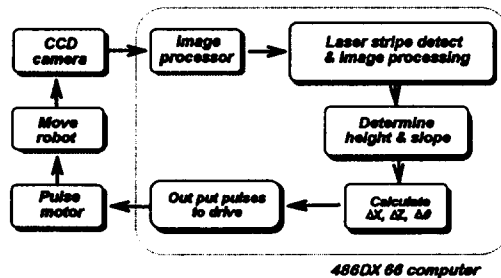 CCD
camera
Image
processor
Laser stripe detect
& image processing
Move
robot
Determine
height & slope
Pulse
motor
Out put pulses
to drive
Calculate
ΔX, ΔZ, Δθ
486DX 66 computer